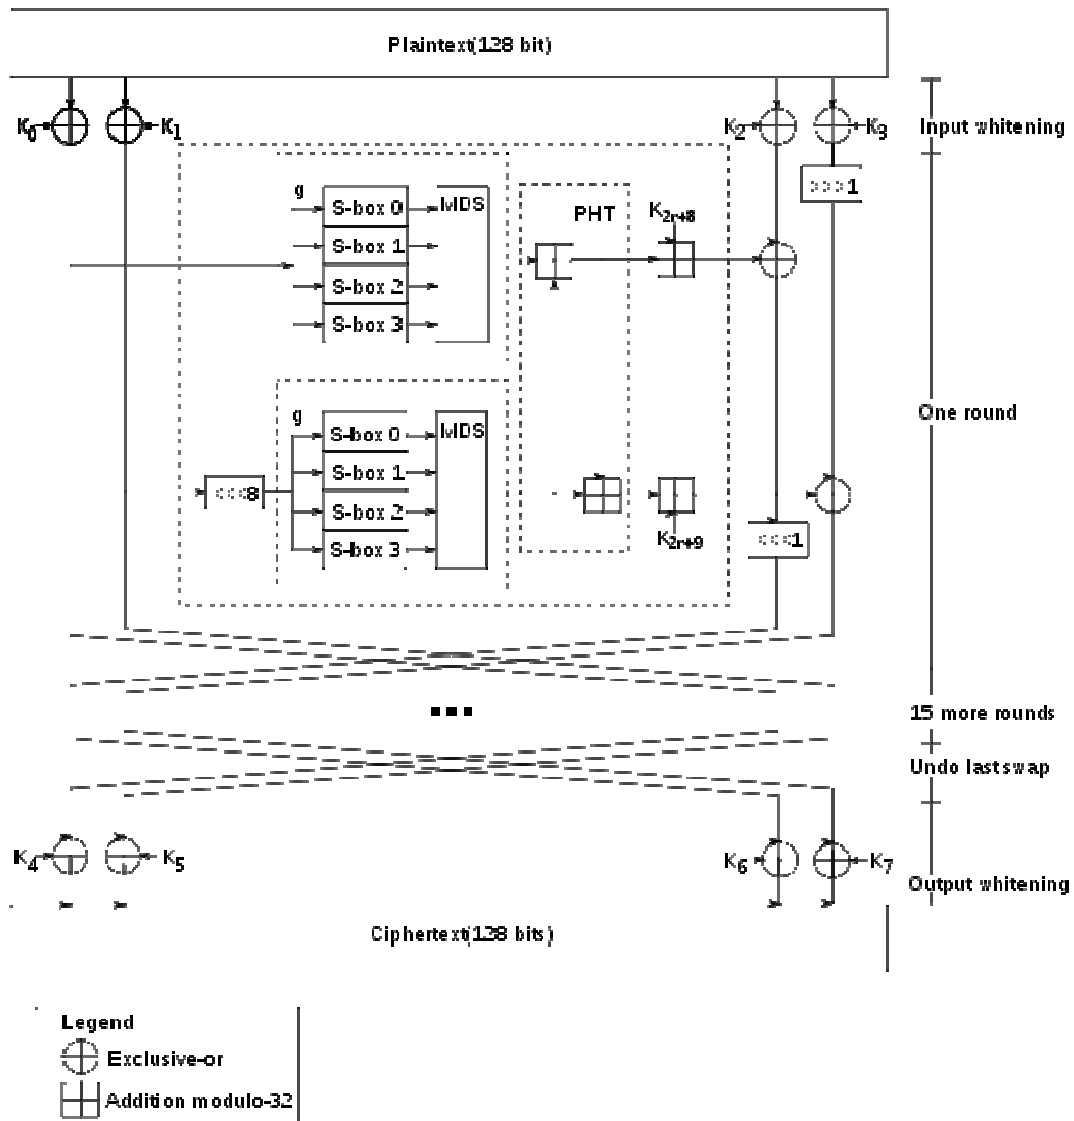 Plaintext(128 bit)
K0 K1 K2 K3
Input whitening
>>>1
g
S-box 0
S-box 1
S-box 2
S-box 3
MDS
PHT
K2r+8
One round
g
<<<8
S-box 0
S-box 1
S-box 2
S-box 3
MDS
K2r+9
<<<1
15 more rounds
Undo last swap
K4 K5 K6 K7
Output whitening
Ciphertext(128 bits)
Legend
Exclusive-or
Addition modulo-32